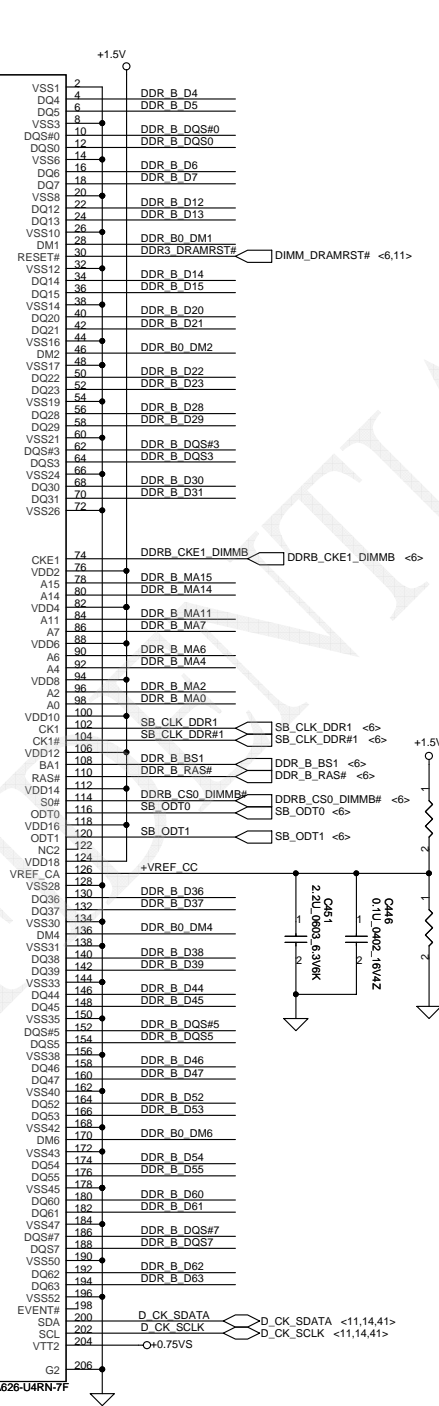 +1.5V
VSS1 2
DQ4 4 DDR_B_D4
DQ5 6 DDR_B_D5
VSS3 8
DQS#0 10 DDR_B_DQS#0
DQS0 12 DDR_B_DQS0
VSS6 14
DQ6 16 DDR_B_D6
DQ7 18 DDR_B_D7
VSS8 20
DQ12 22 DDR_B_D12
DQ13 24 DDR_B_D13
VSS10 26
DM1 28 DDR_B0_DM1
RESET# 30 DDR3_DRAMRST# DIMM_DRAMRST# <6,11>
VSS12 32
DQ14 34 DDR_B_D14
DQ15 36 DDR_B_D15
VSS14 38
DQ20 40 DDR_B_D20
DQ21 42 DDR_B_D21
VSS16 44
DM2 46 DDR_B0_DM2
VSS17 48
DQ22 50 DDR_B_D22
DQ23 52 DDR_B_D23
VSS19 54
DQ28 56 DDR_B_D28
DQ29 58 DDR_B_D29
VSS21 60
DQS#3 62 DDR_B_DQS#3
DQS3 64 DDR_B_DQS3
VSS24 66
DQ30 68 DDR_B_D30
DQ31 70 DDR_B_D31
VSS26 72
CKE1 74 DDRB_CKE1_DIMMB DDRB_CKE1_DIMMB <6>
VDD2 76
A15 78 DDR_B_MA15
A14 80 DDR_B_MA14
VDD4 82
A11 84 DDR_B_MA11
A7 86 DDR_B_MA7
VDD6 88
A6 90 DDR_B_MA6
A4 92 DDR_B_MA4
VDD8 94
A2 96 DDR_B_MA2
A0 98 DDR_B_MA0
VDD10 100
CK1 102 SB_CLK_DDR1 SB_CLK_DDR1 <6>
CK1# 104 SB_CLK_DDR#1 SB_CLK_DDR#1 <6>
VDD12 106
BA1 108 DDR_B_BS1 DDR_B_BS1 <6>
RAS# 110 DDR_B_RAS# DDR_B_RAS# <6>
VDD14 112
S0# 114 DDRB_CS0_DIMMB# DDRB_CS0_DIMMB# <6>
ODT0 116 SB_ODT0 SB_ODT0 <6>
VDD16 118
ODT1 120 SB_ODT1 SB_ODT1 <6>
NC2 122
VDD18 124
VREF_CA 126 +VREF_CC
VSS28 128
DQ36 130 DDR_B_D36
DQ37 132 DDR_B_D37
VSS30 134
DM4 136 DDR_B0_DM4
VSS31 138
DQ38 140 DDR_B_D38
DQ39 142 DDR_B_D39
VSS33 144
DQ44 146 DDR_B_D44
DQ45 148 DDR_B_D45
VSS35 150
DQS#5 152 DDR_B_DQS#5
DQS5 154 DDR_B_DQS5
VSS38 156
DQ46 158 DDR_B_D46
DQ47 160 DDR_B_D47
VSS40 162
DQ52 164 DDR_B_D52
DQ53 166 DDR_B_D53
VSS42 168
DM6 170 DDR_B0_DM6
VSS43 172
DQ54 174 DDR_B_D54
DQ55 176 DDR_B_D55
VSS45 178
DQ60 180 DDR_B_D60
DQ61 182 DDR_B_D61
VSS47 184
DQS#7 186 DDR_B_DQS#7
DQS7 188 DDR_B_DQS7
VSS50 190
DQ62 192 DDR_B_D62
DQ63 194 DDR_B_D63
VSS52 196
EVENT# 198
SDA 200 D_CK_SDATA D_CK_SDATA <11,14,41>
SCL 202 D_CK_SCLK D_CK_SCLK <11,14,41>
VTT2 204 +0.75VS
G2 206
A626-U4RN-7F
+1.5V
1
2
1
2
C451
2.2U_0603_6.3V6K
1
2
C446
0.1U_0402_16V4Z
1
2